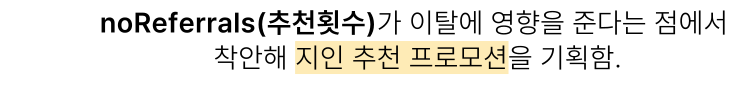 noReferrals(추천횟수)가 이탈에 영향을 준다는 점에서
착안해 지인 추천 프로모션을 기획함.